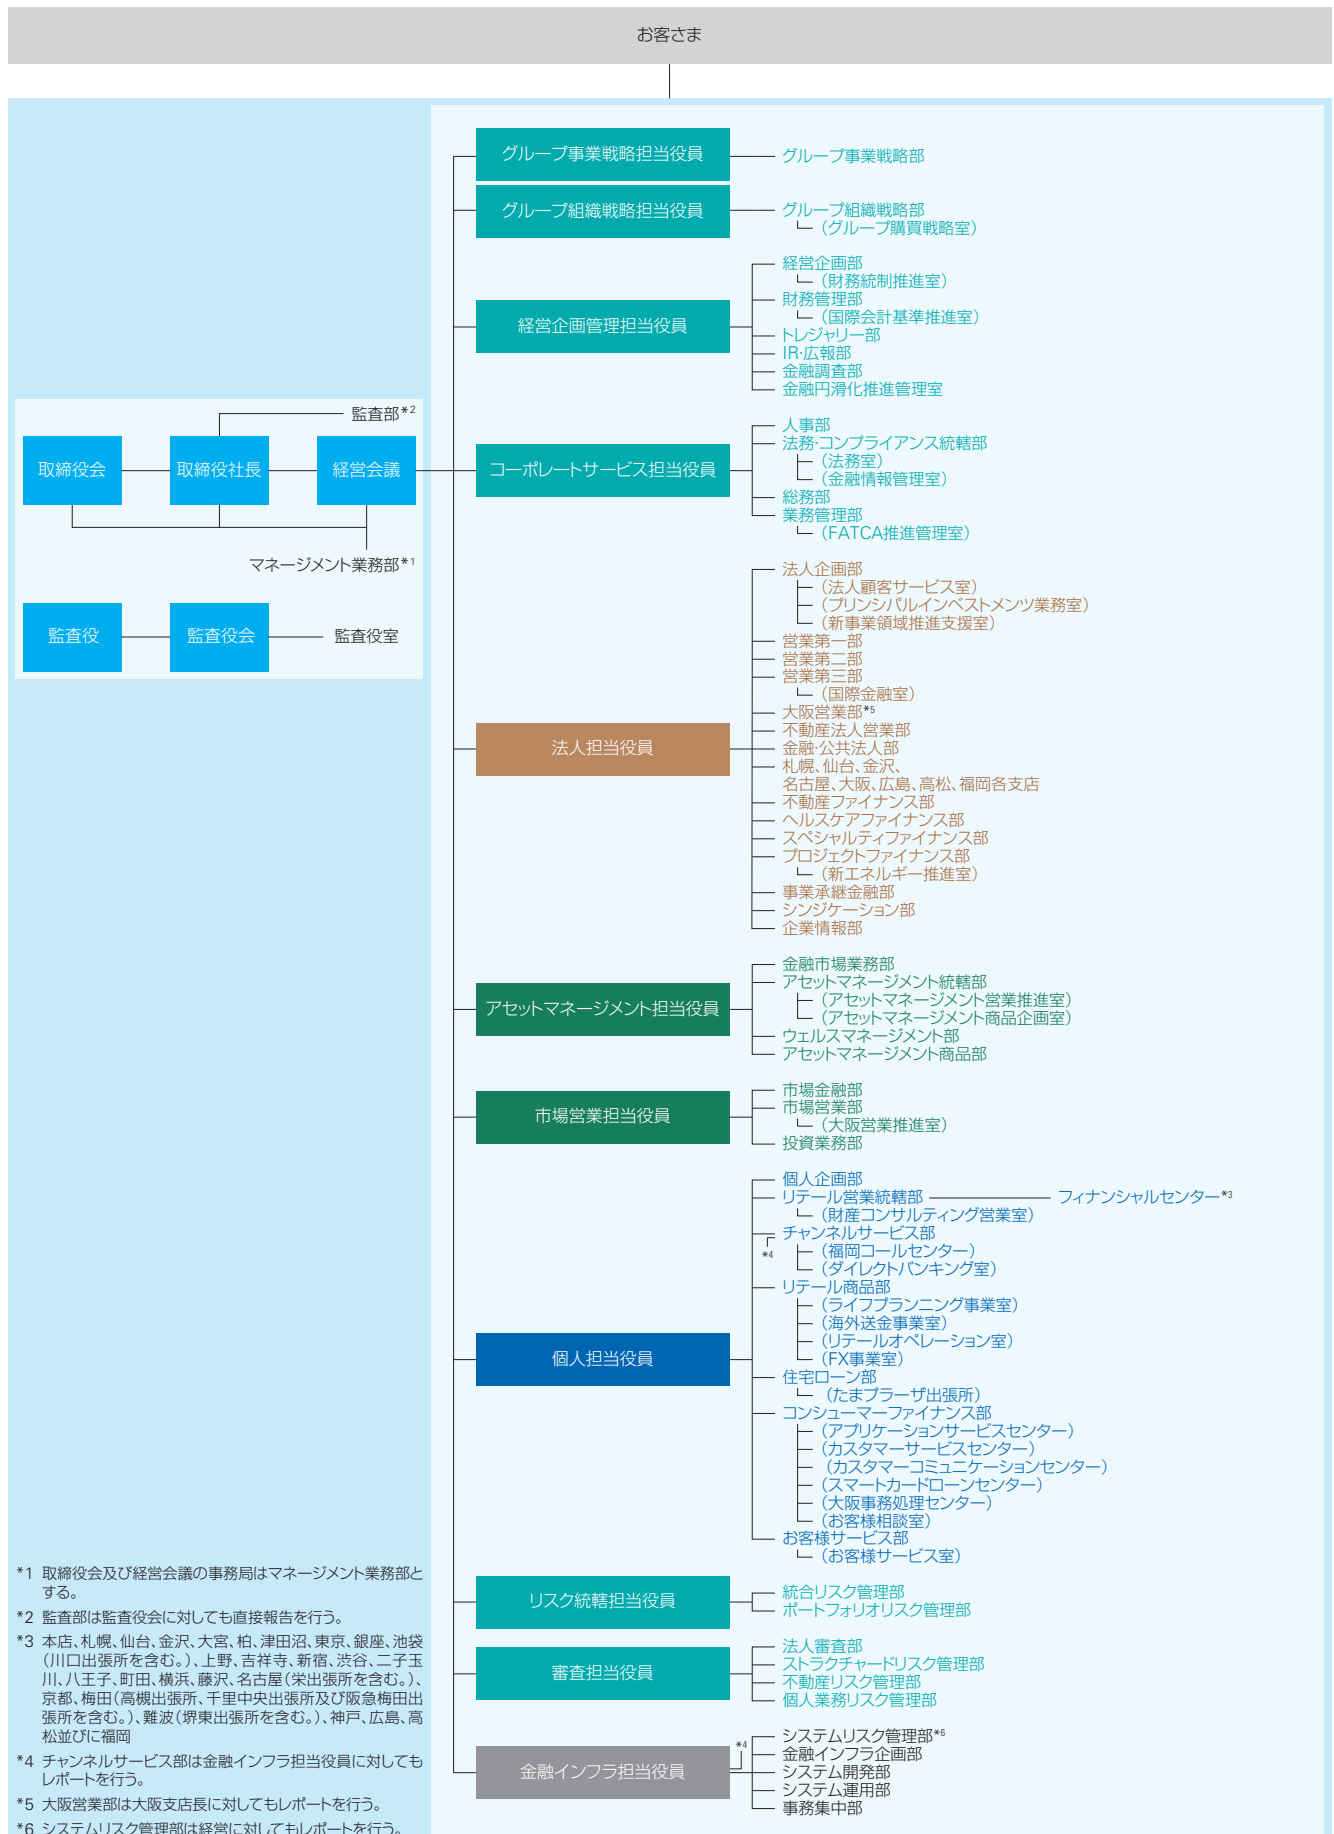 お客さま
監査部*2
取締役会
取締役社長
経営会議
マネージメント業務部*1
監査役
監査役会
監査役室
グループ事業戦略担当役員
グループ事業戦略部
グループ組織戦略担当役員
グループ組織戦略部
（グループ購買戦略室）
経営企画管理担当役員
経営企画部
（財務統制推進室）
財務管理部
（国際会計基準推進室）
トレジャリー部
IR・広報部
金融調査部
金融円滑化推進管理室
コーポレートサービス担当役員
人事部
法務・コンプライアンス統轄部
（法務室）
（金融情報管理室）
総務部
業務管理部
（FATCA推進管理室）
法人担当役員
法人企画部
（法人顧客サービス室）
（プリンシパルインベストメンツ業務室）
（新事業領域推進支援室）
営業第一部
営業第二部
営業第三部
（国際金融室）
大阪営業部*5
不動産法人営業部
金融・公共法人部
札幌、仙台、金沢、
名古屋、大阪、広島、高松、福岡各支店
不動産ファイナンス部
ヘルスケアファイナンス部
スペシャルティファイナンス部
プロジェクトファイナンス部
（新エネルギー推進室）
事業承継金融部
シンジケーション部
企業情報部
アセットマネージメント担当役員
金融市場業務部
アセットマネージメント統轄部
（アセットマネージメント営業推進室）
（アセットマネージメント商品企画室）
ウェルスマネージメント部
アセットマネージメント商品部
市場営業担当役員
市場金融部
市場営業部
（大阪営業推進室）
投資業務部
個人担当役員
個人企画部
リテール営業統轄部 フィナンシャルセンター*3
（財産コンサルティング営業室）
チャンネルサービス部
*4
（福岡コールセンター）
（ダイレクトバンキング室）
リテール商品部
（ライフプランニング事業室）
（海外送金事業室）
（リテールオペレーション室）
（FX事業室）
住宅ローン部
（たまプラーザ出張所）
コンシューマーファイナンス部
（アプリケーションサービスセンター）
（カスタマーサービスセンター）
（カスタマーコミュニケーションセンター）
（スマートカードローンセンター）
（大阪事務処理センター）
（お客様相談室）
お客様サービス部
（お客様サービス室）
リスク統轄担当役員
統合リスク管理部
ポートフォリオリスク管理部
審査担当役員
法人審査部
ストラクチャードリスク管理部
不動産リスク管理部
個人業務リスク管理部
金融インフラ担当役員
*4
システムリスク管理部*6
金融インフラ企画部
システム開発部
システム運用部
事務集中部
*1 取締役会及び経営会議の事務局はマネージメント業務部と
する。
*2 監査部は監査役会に対しても直接報告を行う。
*3 本店、札幌、仙台、金沢、大宮、柏、津田沼、東京、銀座、池袋
（川口出張所を含む。）、上野、吉祥寺、新宿、渋谷、二子玉
川、八王子、町田、横浜、藤沢、名古屋（栄出張所を含む。）、
京都、梅田（高槻出張所、千里中央出張所及び阪急梅田出
張所を含む。）、難波（堺東出張所を含む。）、神戸、広島、高
松並びに福岡
*4 チャンネルサービス部は金融インフラ担当役員に対しても
レポートを行う。
*5 大阪営業部は大阪支店長に対してもレポートを行う。
*6 システムリスク管理部は経営に対してもレポートを行う。